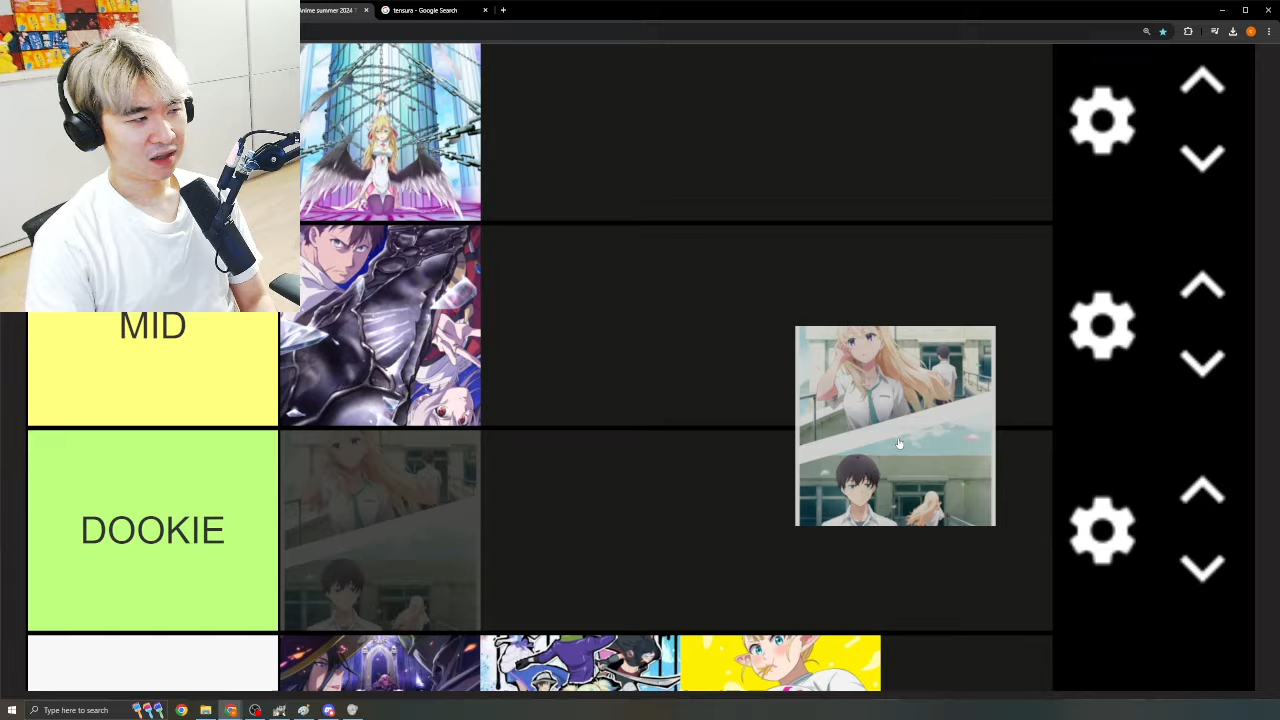 Anime summer 2024 T
tensura - Google Search
MID
DOOKIE
Type here to search